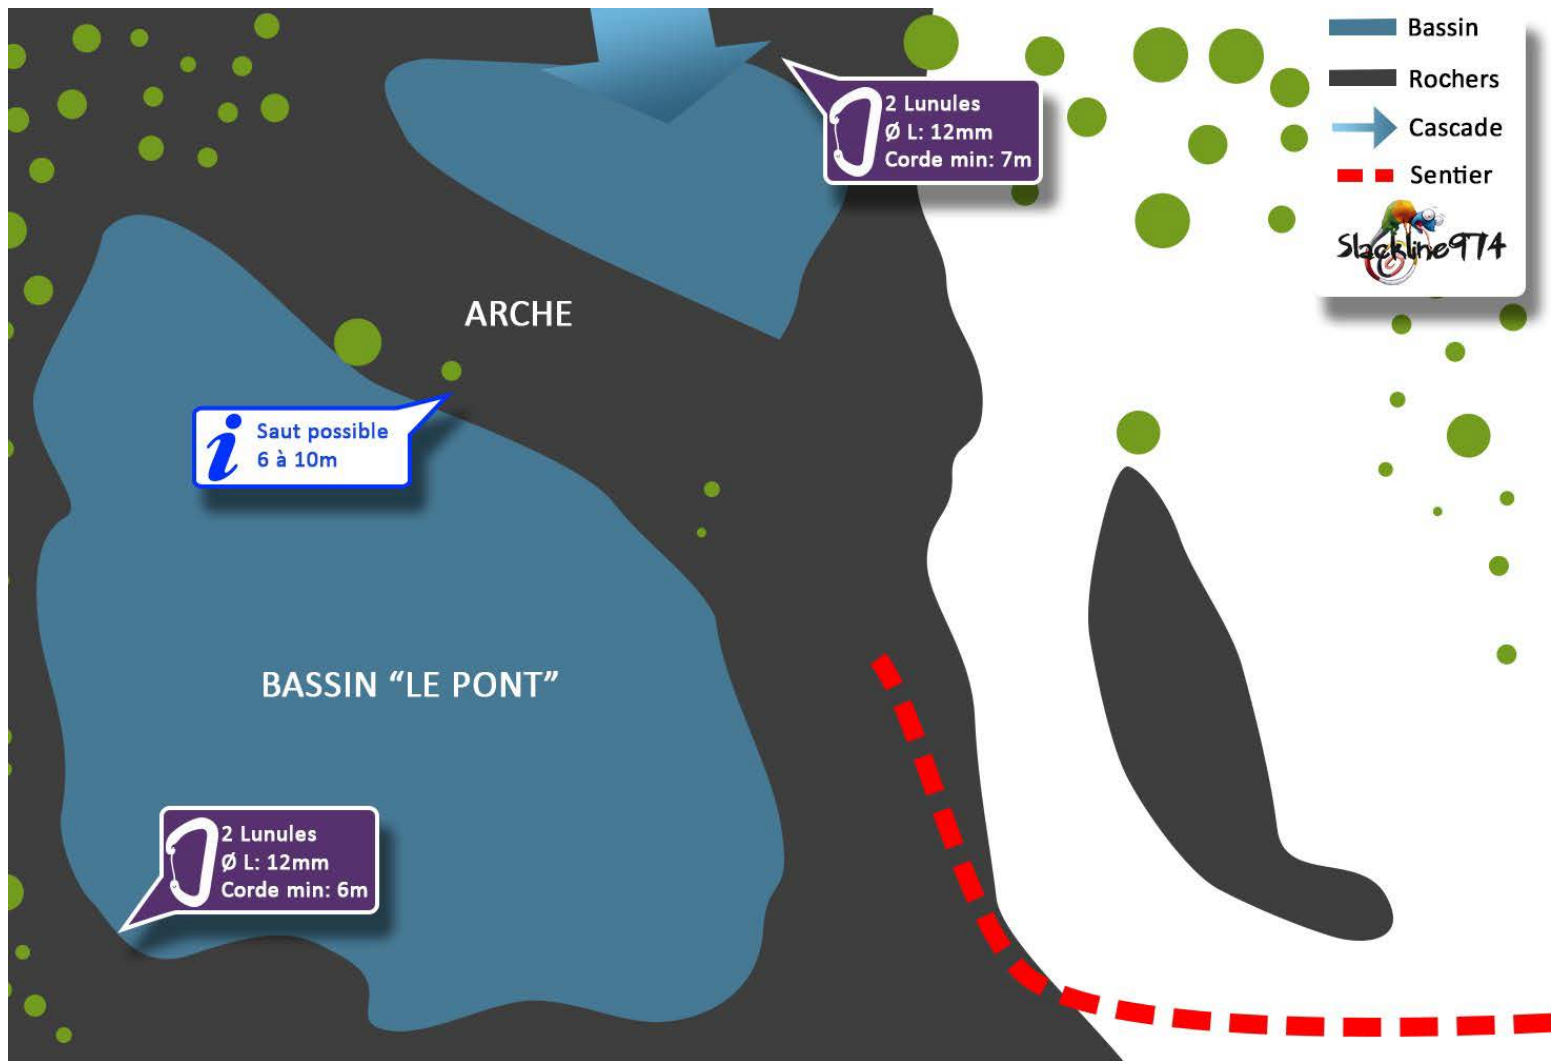 Bassin
Rochers
Cascade
Sentier
Slackline974
2 Lunules
Ø L: 12mm
Corde min: 7m
ARCHE
Saut possible
6 à 10m
BASSIN “LE PONT”
2 Lunules
Ø L: 12mm
Corde min: 6m